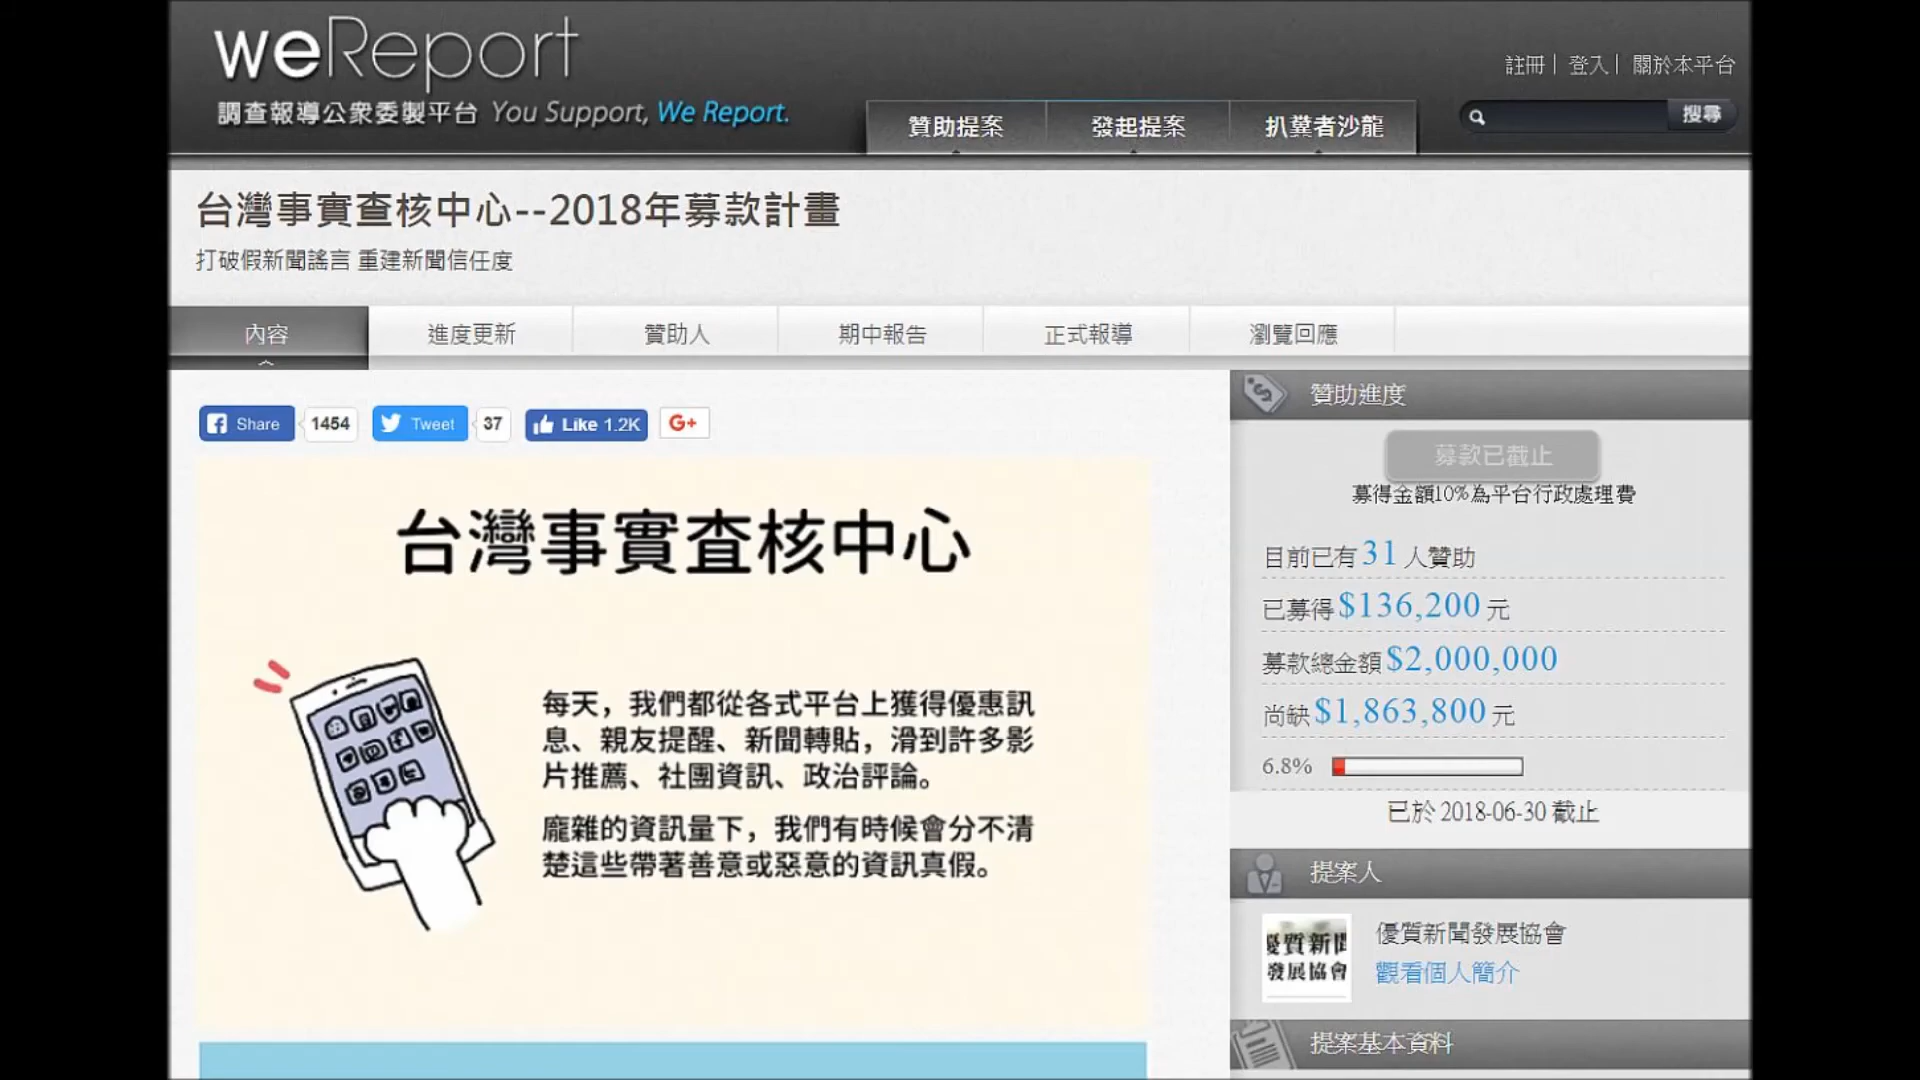 weReport
調查報導公眾委製平台 You Support, We Report.
註冊 | 登入 | 關於本平台
贊助提案
發起提案
扒糞者沙龍
搜尋
台灣事實查核中心--2018年募款計畫
打破假新聞謠言 重建新聞信任度
內容
進度更新
贊助人
期中報告
正式報導
瀏覽回應
Share 1454
Tweet 37
Like 1.2K
G+
台灣事實查核中心
每天，我們都從各式平台上獲得優惠訊
息、親友提醒、新聞轉貼，滑到許多影
片推薦、社團資訊、政治評論。
龐雜的資訊量下，我們有時候會分不清
楚這些帶著善意或惡意的資訊真假。
贊助進度
募款已截止
募得金額10%為平台行政處理費
目前已有 31 人贊助
已募得 $136,200 元
募款總金額 $2,000,000
尚缺 $1,863,800 元
6.8%
已於 2018-06-30 截止
提案人
優質新聞
發展協會
優質新聞發展協會
觀看個人簡介
提案基本資料